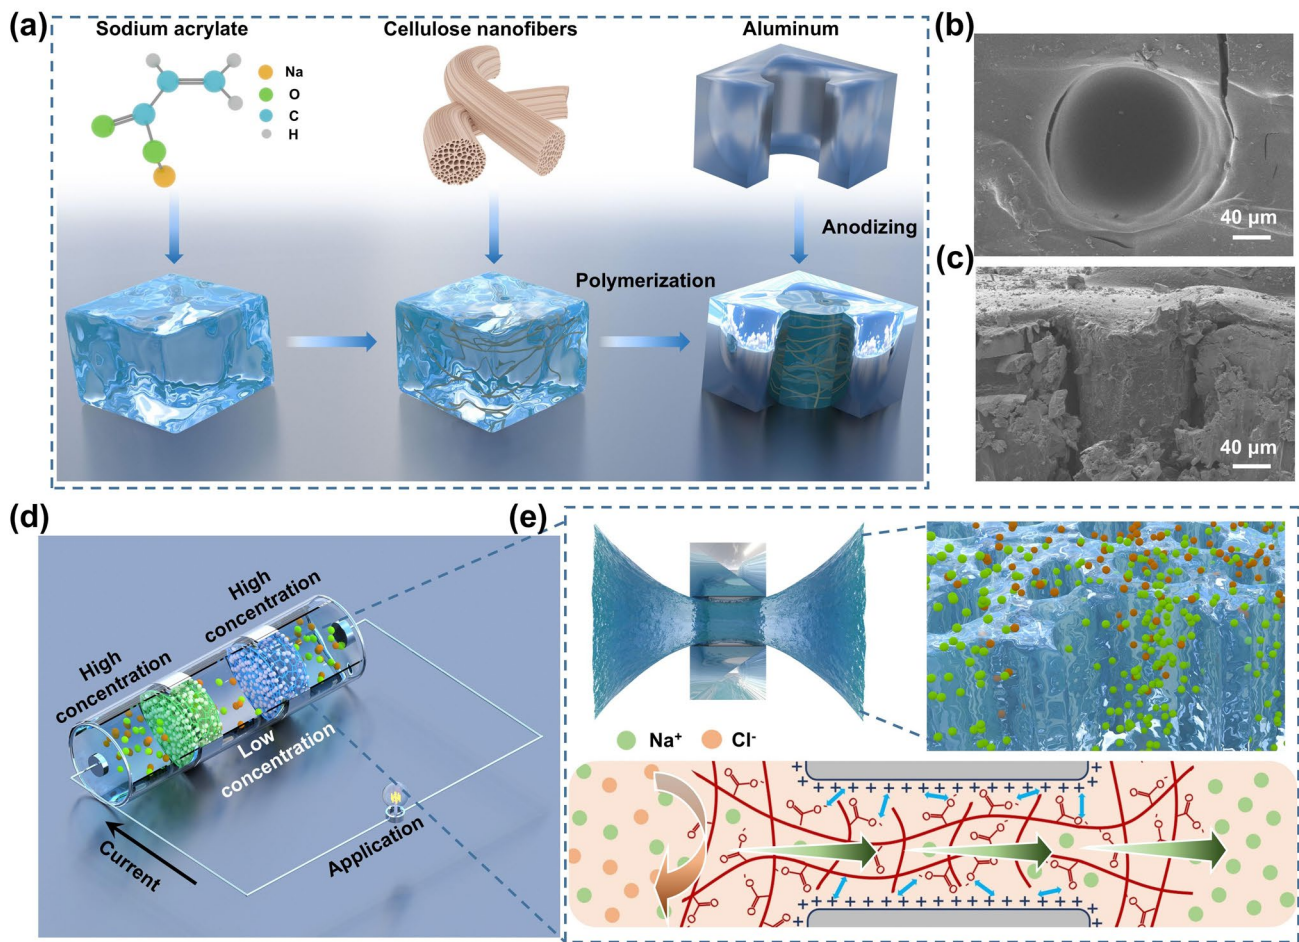 (a)
Sodium acrylate
Cellulose nanofibers
Aluminum
Na
O
C
H
Anodizing
Polymerization
(b)
40 µm
(c)
40 µm
(d)
High
concentration
High
concentration
Low
concentration
Application
Current
(e)
Na⁺
Cl⁻